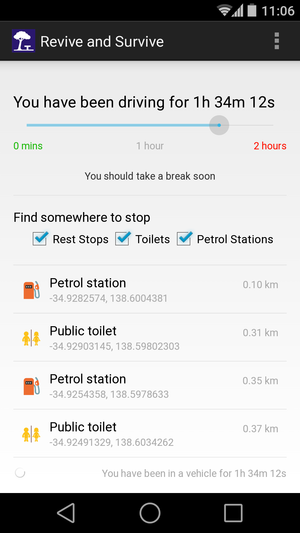 11:06
Revive and Survive
You have been driving for 1h 34m 12s
0 mins 1 hour 2 hours
You should take a break soon
Find somewhere to stop
Rest Stops Toilets Petrol Stations
Petrol station 0.10 km
-34.9282574, 138.6004381
Public toilet 0.31 km
-34.92903145, 138.59802303
Petrol station 0.35 km
-34.9254358, 138.5978633
Public toilet 0.37 km
-34.92491329, 138.6034262
You have been in a vehicle for 1h 34m 12s